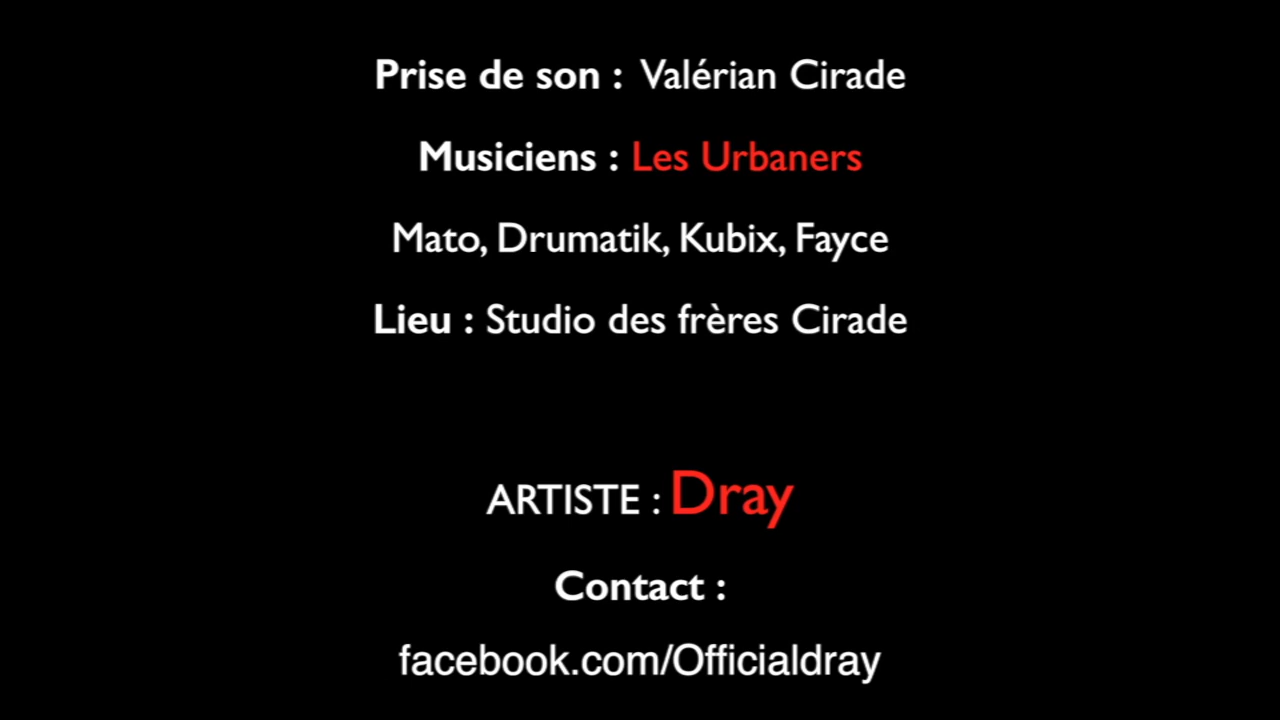 Prise de son : Valérian Cirade
Musiciens : Les Urbaners
Mato, Drumatik, Kubix, Fayce
Lieu : Studio des frères Cirade
ARTISTE : Dray
Contact :
facebook.com/Officialdray